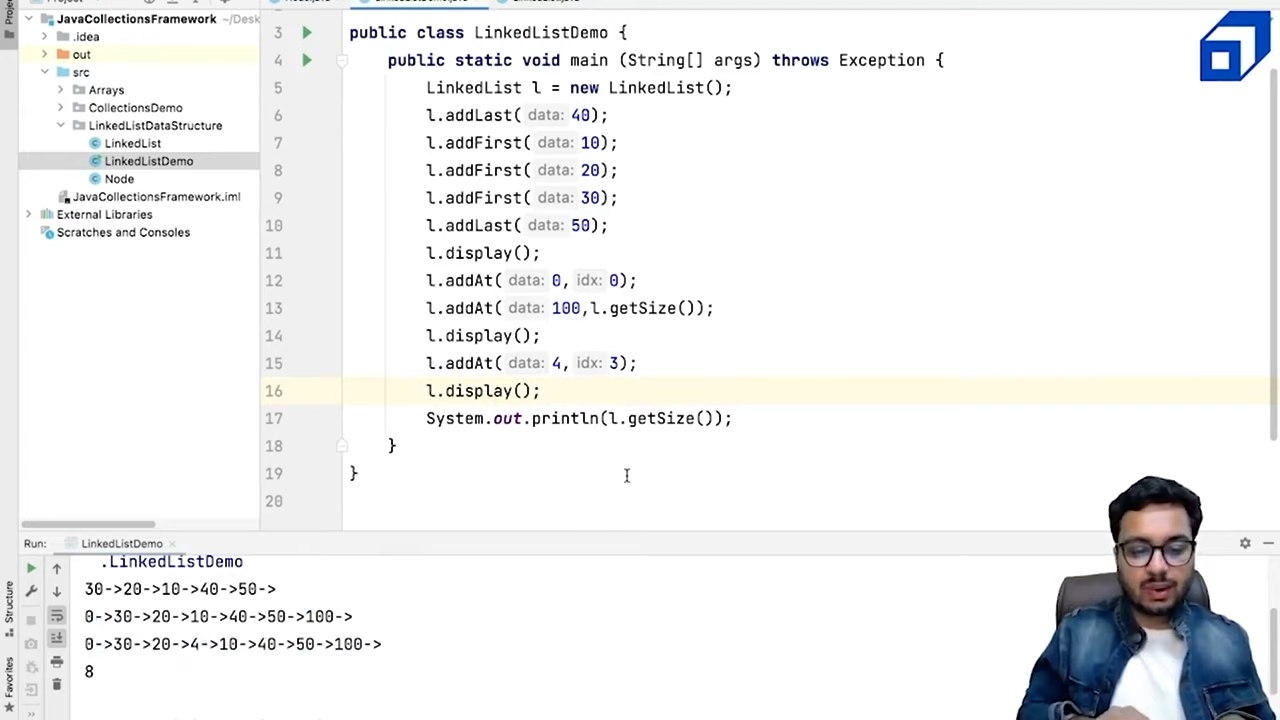 JavaCollectionsFramework ~/Desk
.idea
out
src
Arrays
CollectionsDemo
LinkedListDataStructure
LinkedList
LinkedListDemo
Node
JavaCollectionsFramework.iml
External Libraries
Scratches and Consoles
3 public class LinkedListDemo {
4 public static void main (String[] args) throws Exception {
5 LinkedList l = new LinkedList();
6 l.addLast( data: 40);
7 l.addFirst( data: 10);
8 l.addFirst( data: 20);
9 l.addFirst( data: 30);
10 l.addLast( data: 50);
11 l.display();
12 l.addAt( data: 0, idx: 0);
13 l.addAt( data: 100,l.getSize());
14 l.display();
15 l.addAt( data: 4, idx: 3);
16 l.display();
17 System.out.println(l.getSize());
18 }
19 }
20
Run: LinkedListDemo
.LinkedListDemo
30->20->10->40->50->
0->30->20->10->40->50->100->
0->30->20->4->10->40->50->100->
8
Structure
Favorites